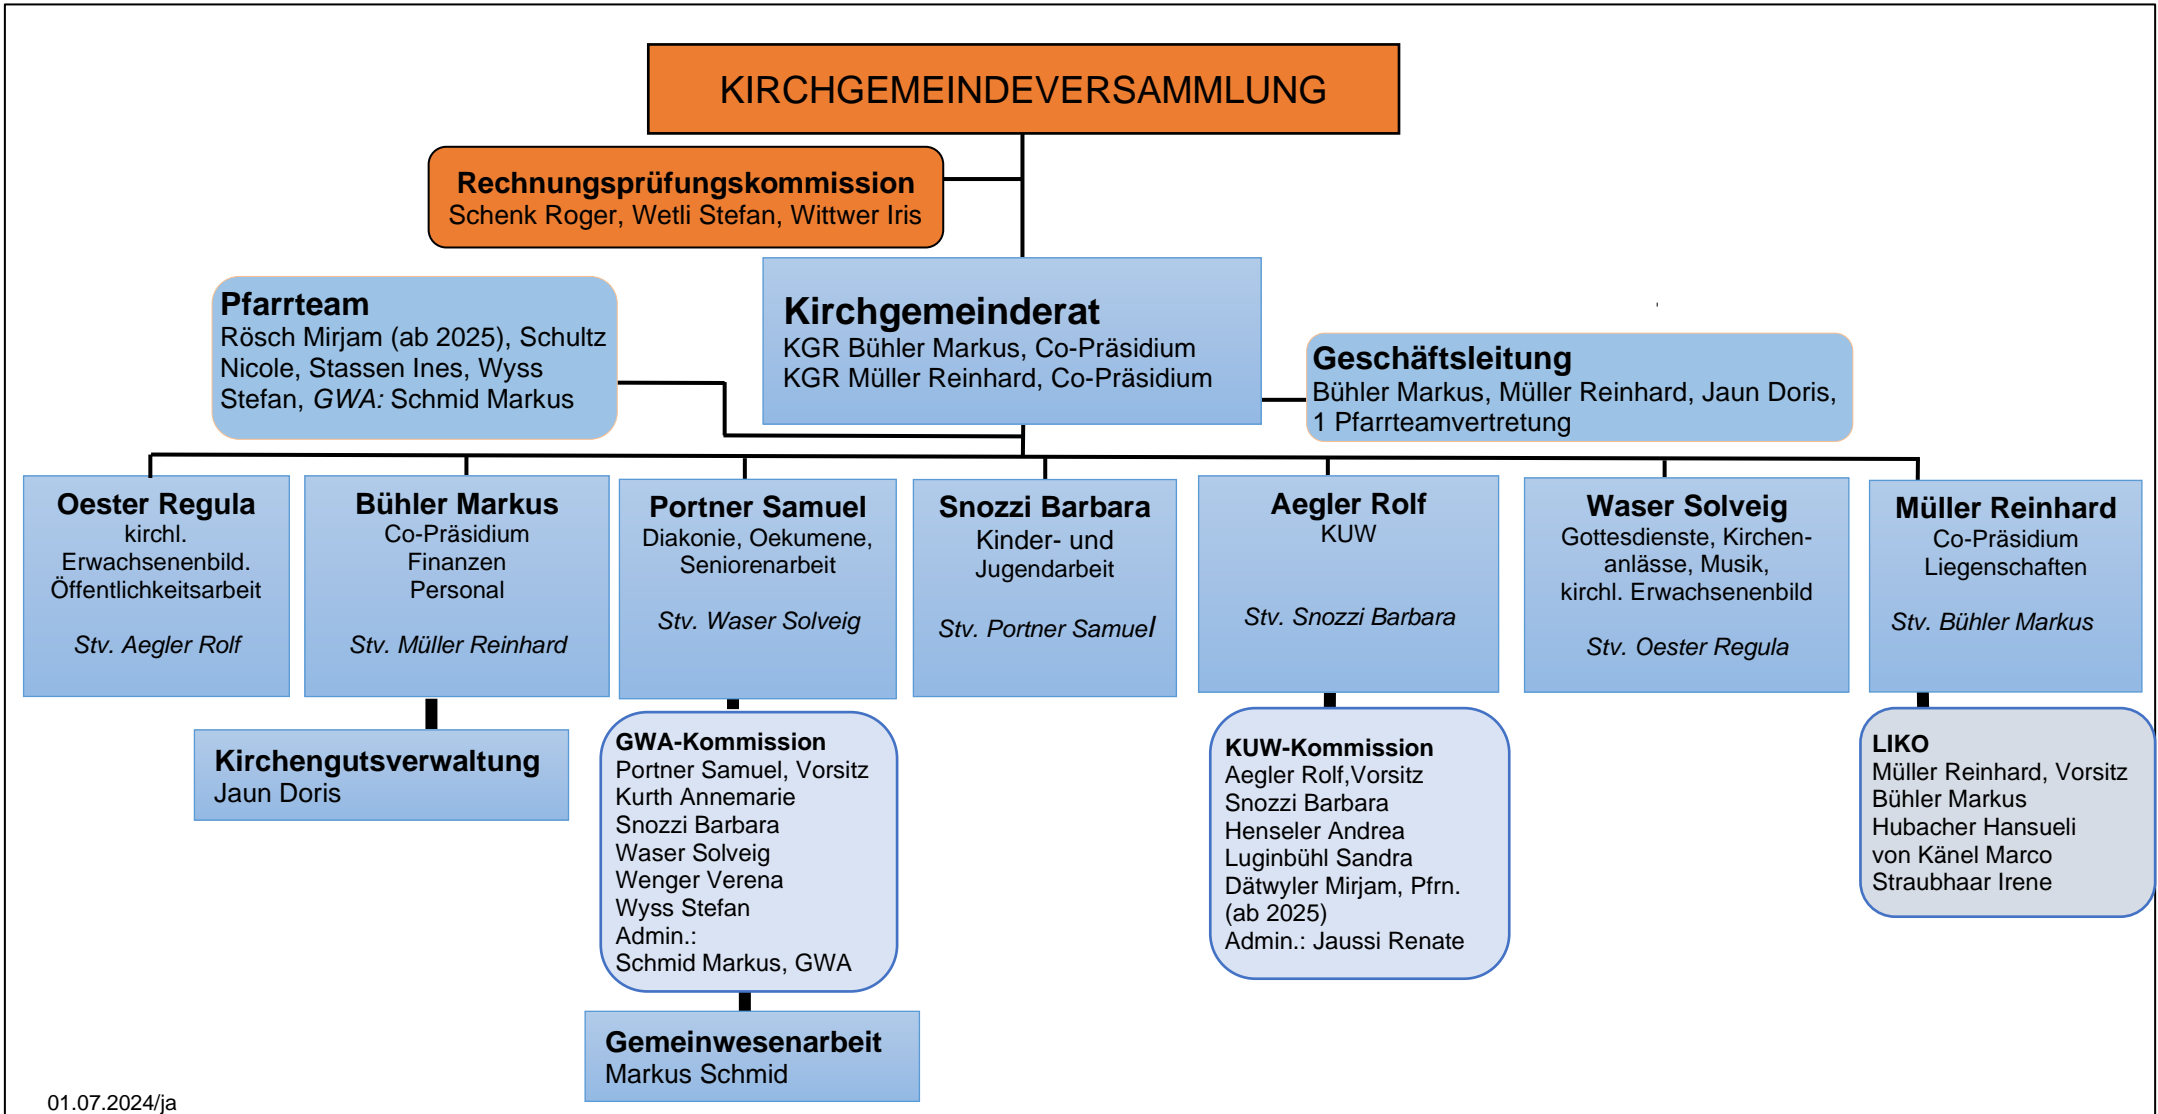 KIRCHGEMEINDEVERSAMMLUNG
Rechnungsprüfungskommission
Schenk Roger, Wetli Stefan, Wittwer Iris
Pfarrteam
Rösch Mirjam (ab 2025), Schultz
Nicole, Stassen Ines, Wyss
Stefan, GWA: Schmid Markus
Kirchgemeinderat
KGR Bühler Markus, Co-Präsidium
KGR Müller Reinhard, Co-Präsidium
Geschäftsleitung
Bühler Markus, Müller Reinhard, Jaun Doris,
1 Pfarrteamvertretung
Oester Regula
kirchl.
Erwachsenenbild.
Öffentlichkeitsarbeit
Stv. Aegler Rolf
Bühler Markus
Co-Präsidium
Finanzen
Personal
Stv. Müller Reinhard
Portner Samuel
Diakonie, Oekumene,
Seniorenarbeit
Stv. Waser Solveig
Snozzi Barbara
Kinder- und
Jugendarbeit
Stv. Portner Samuel
Aegler Rolf
KUW
Stv. Snozzi Barbara
Waser Solveig
Gottesdienste, Kirchen-
anlässe, Musik,
kirchl. Erwachsenenbild
Stv. Oester Regula
Müller Reinhard
Co-Präsidium
Liegenschaften
Stv. Bühler Markus
Kirchengutsverwaltung
Jaun Doris
GWA-Kommission
Portner Samuel, Vorsitz
Kurth Annemarie
Snozzi Barbara
Waser Solveig
Wenger Verena
Wyss Stefan
Admin.:
Schmid Markus, GWA
KUW-Kommission
Aegler Rolf,Vorsitz
Snozzi Barbara
Henseler Andrea
Luginbühl Sandra
Dätwyler Mirjam, Pfrn.
(ab 2025)
Admin.: Jaussi Renate
LIKO
Müller Reinhard, Vorsitz
Bühler Markus
Hubacher Hansueli
von Känel Marco
Straubhaar Irene
Gemeinwesenarbeit
Markus Schmid
01.07.2024/ja